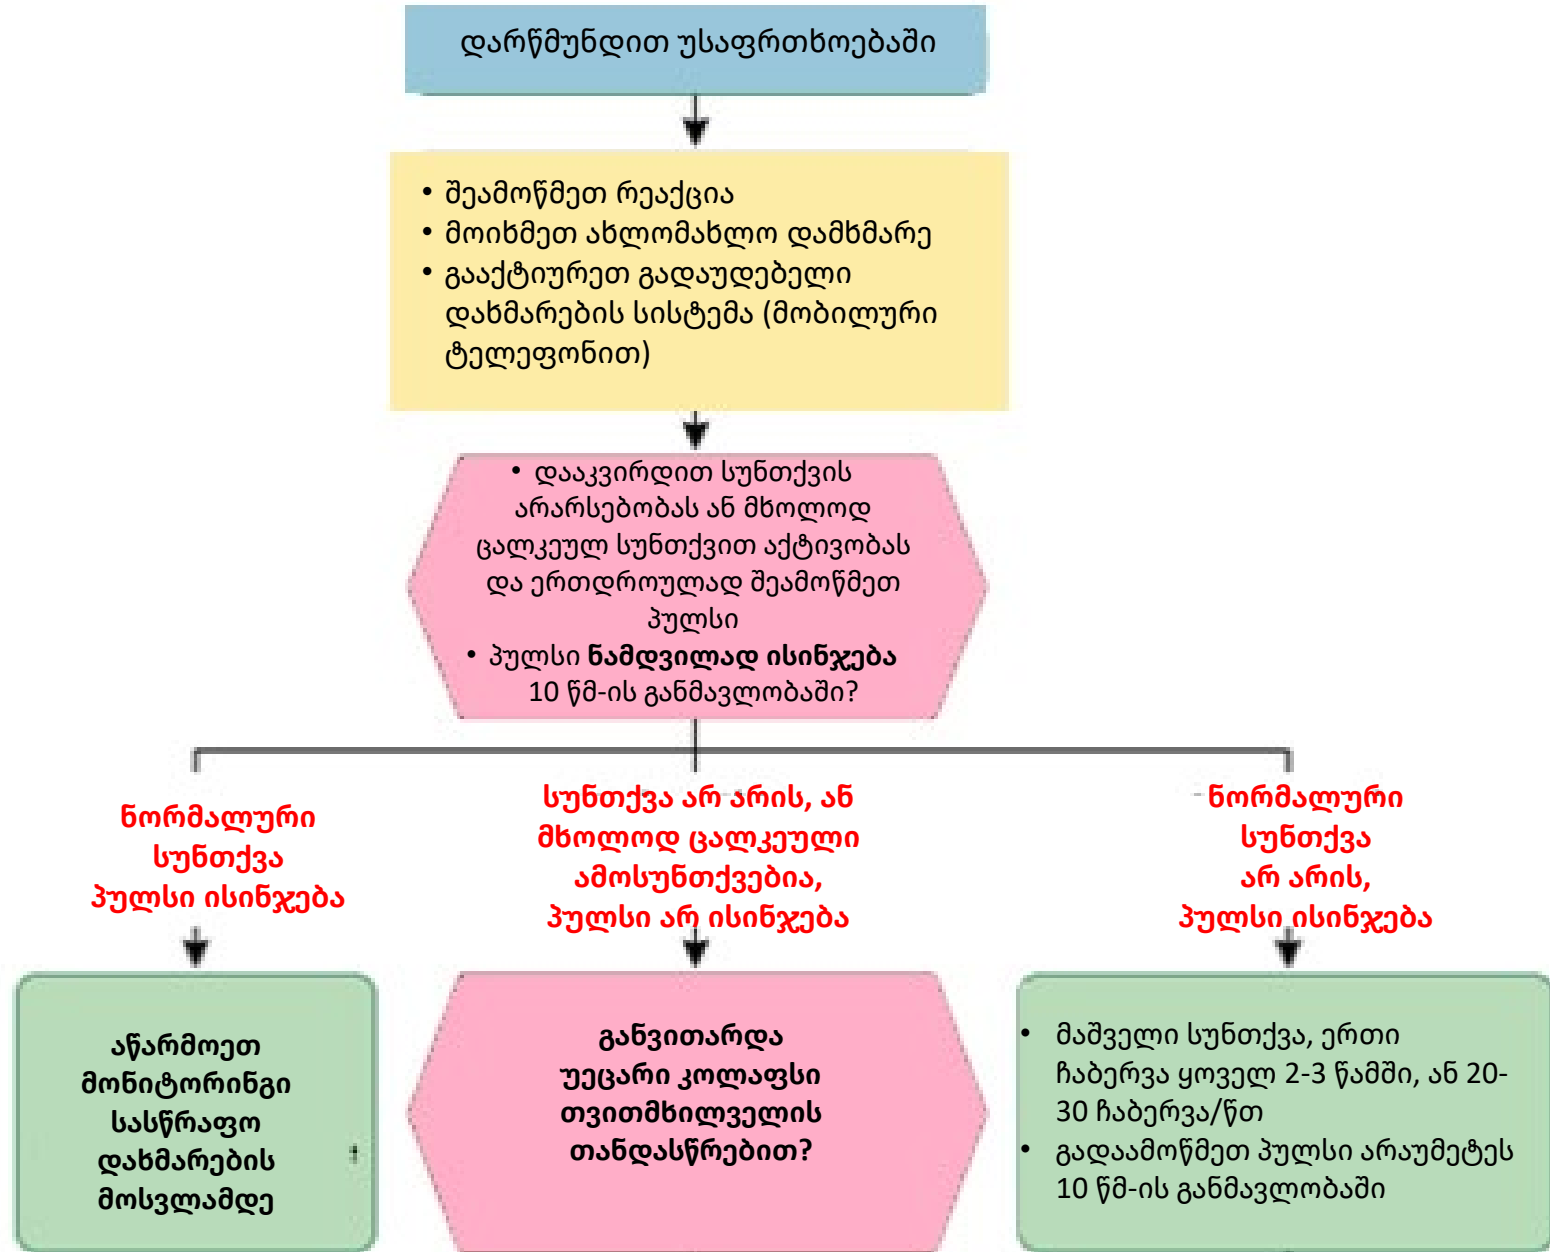 დარწმუნდით უსაფრთხოებაში
• შეამოწმეთ რეაქცია
• მოიხმეთ ახლომახლო დამხმარე
• გააქტიურეთ გადაუდებელი
დახმარების სისტემა (მობილური
ტელეფონით)
• დააკვირდით სუნთქვის
არარსებობას ან მხოლოდ
ცალკეულ სუნთქვით აქტივობას
და ერთდროულად შეამოწმეთ
პულსი
• პულსი ნამდვილად ისინჯება
10 წმ-ის განმავლობაში?
ნორმალური
სუნთქვა
პულსი ისინჯება
სუნთქვა არ არის, ან
მხოლოდ ცალკეული
ამოსუნთქვებია,
პულსი არ ისინჯება
ნორმალური
სუნთქვა
არ არის,
პულსი ისინჯება
აწარმოეთ
მონიტორინგი
სასწრაფო
დახმარების
მოსვლამდე
განვითარდა
უეცარი კოლაფსი
თვითმხილველის
თანდასწრებით?
• მაშველი სუნთქვა, ერთი
ჩაბერვა ყოველ 2-3 წამში, ან 20-
30 ჩაბერვა/წთ
• გადაამოწმეთ პულსი არაუმეტეს
10 წმ-ის განმავლობაში